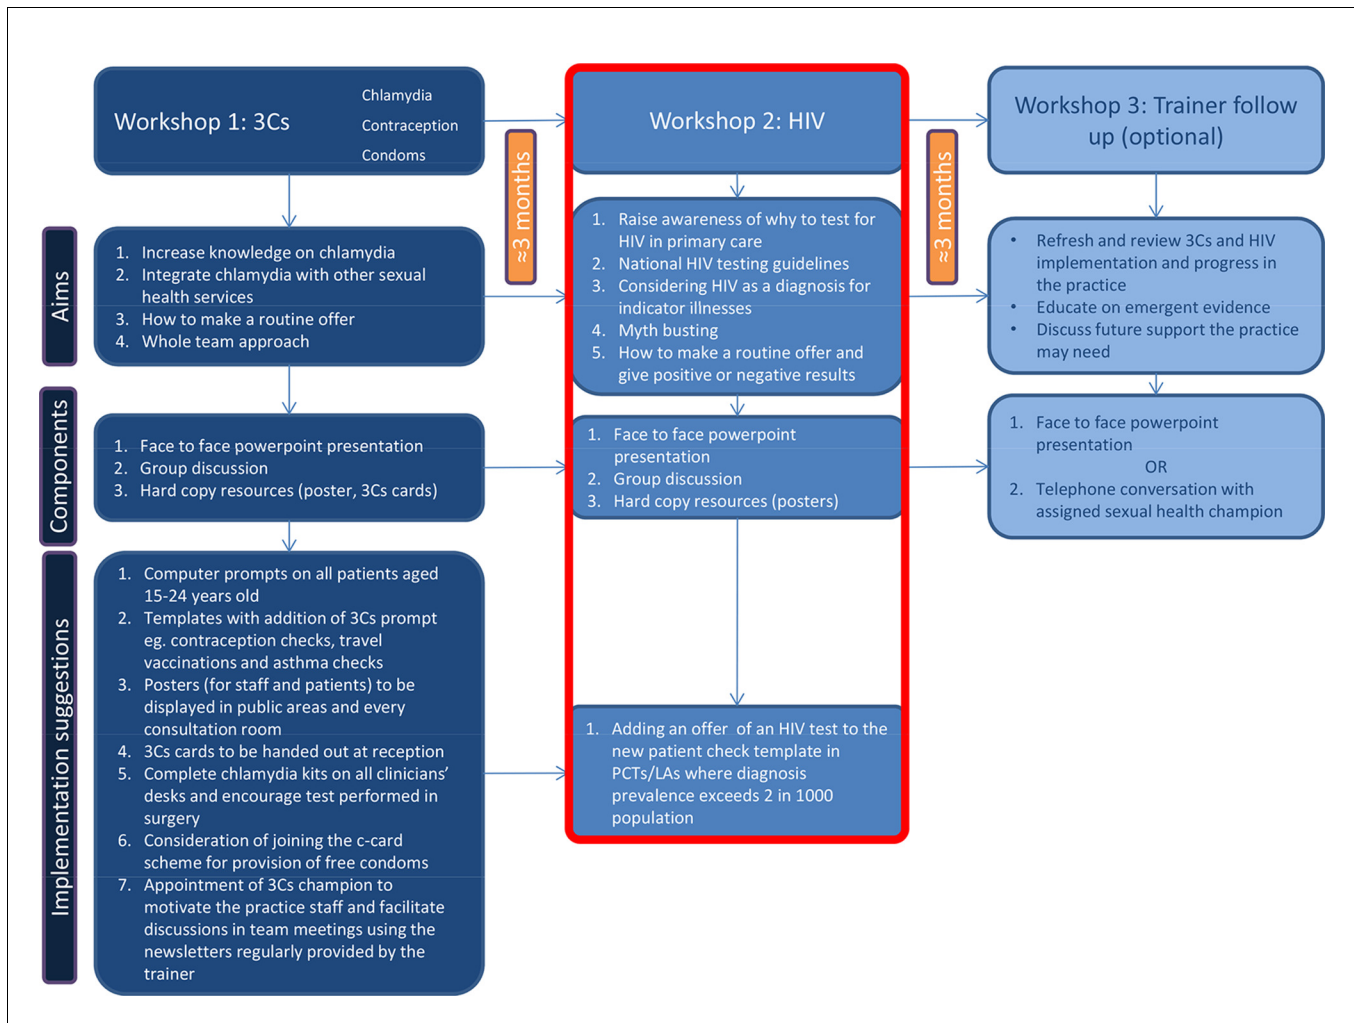 Workshop 1: 3Cs
Chlamydia
Contraception
Condoms
≈3 months
Workshop 2: HIV
≈3 months
Workshop 3: Trainer follow
up (optional)
Aims
1. Increase knowledge on chlamydia
2. Integrate chlamydia with other sexual
health services
3. How to make a routine offer
4. Whole team approach
1. Raise awareness of why to test for
HIV in primary care
2. National HIV testing guidelines
3. Considering HIV as a diagnosis for
indicator illnesses
4. Myth busting
5. How to make a routine offer and
give positive or negative results
• Refresh and review 3Cs and HIV
implementation and progress in
the practice
• Educate on emergent evidence
• Discuss future support the practice
may need
Components
1. Face to face powerpoint presentation
2. Group discussion
3. Hard copy resources (poster, 3Cs cards)
1. Face to face powerpoint
presentation
2. Group discussion
3. Hard copy resources (posters)
1. Face to face powerpoint
presentation
OR
2. Telephone conversation with
assigned sexual health champion
Implementation suggestions
1. Computer prompts on all patients aged
15-24 years old
2. Templates with addition of 3Cs prompt
eg. contraception checks, travel
vaccinations and asthma checks
3. Posters (for staff and patients) to be
displayed in public areas and every
consultation room
4. 3Cs cards to be handed out at reception
5. Complete chlamydia kits on all clinicians’
desks and encourage test performed in
surgery
6. Consideration of joining the c-card
scheme for provision of free condoms
7. Appointment of 3Cs champion to
motivate the practice staff and facilitate
discussions in team meetings using the
newsletters regularly provided by the
trainer
1. Adding an offer of an HIV test to the
new patient check template in
PCTs/LAs where diagnosis
prevalence exceeds 2 in 1000
population